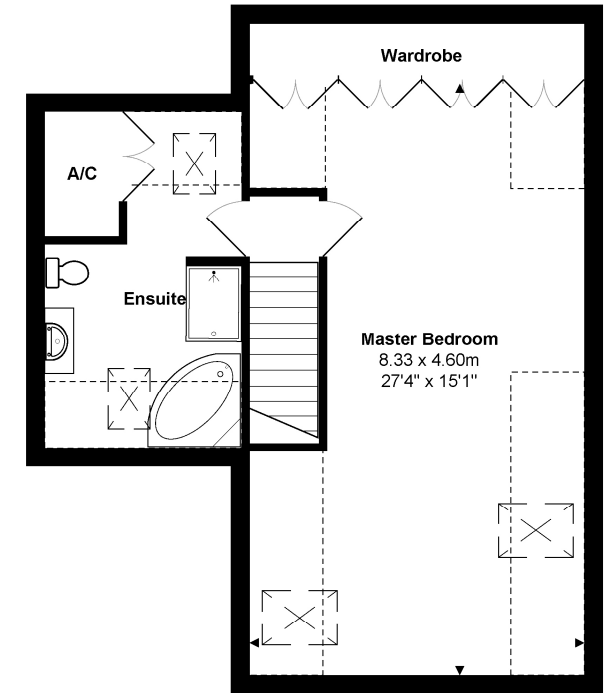 Wardrobe
A/C
Ensuite
Master Bedroom
8.33 x 4.60m
27'4" x 15'1"